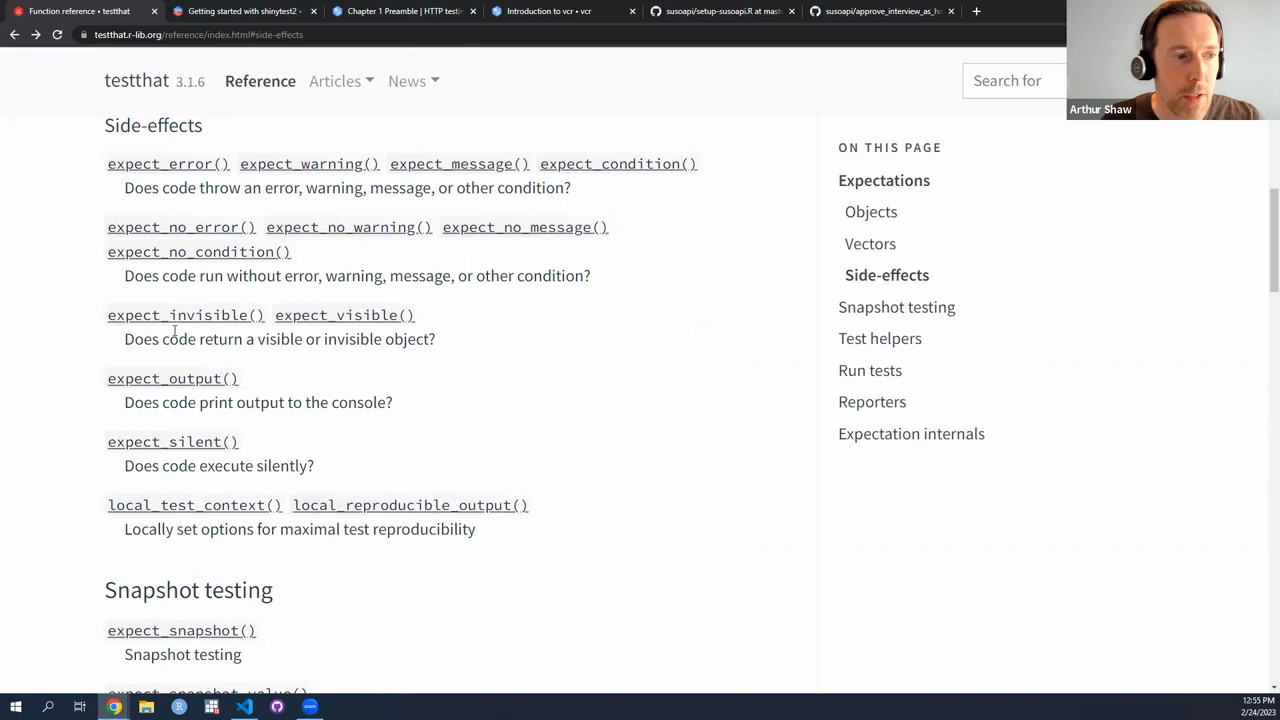 Function reference • testthat
Getting started with shinytest2 •
Chapter 1 Preamble | HTTP testin
Introduction to vcr • vcr
susoapi/setup-susoapi.R at mast
susoapi/approve_interview_as_h
testthat.r-lib.org/reference/index.html#side-effects
Arthur Shaw
testthat 3.1.6 Reference Articles News
Search for
Side-effects
expect_error() expect_warning() expect_message() expect_condition()
Does code throw an error, warning, message, or other condition?
expect_no_error() expect_no_warning() expect_no_message()
expect_no_condition()
Does code run without error, warning, message, or other condition?
expect_invisible() expect_visible()
Does code return a visible or invisible object?
expect_output()
Does code print output to the console?
expect_silent()
Does code execute silently?
local_test_context() local_reproducible_output()
Locally set options for maximal test reproducibility
Snapshot testing
expect_snapshot()
Snapshot testing
expect_snapshot_value()
ON THIS PAGE
Expectations
Objects
Vectors
Side-effects
Snapshot testing
Test helpers
Run tests
Reporters
Expectation internals
12:55 PM
2/24/2023